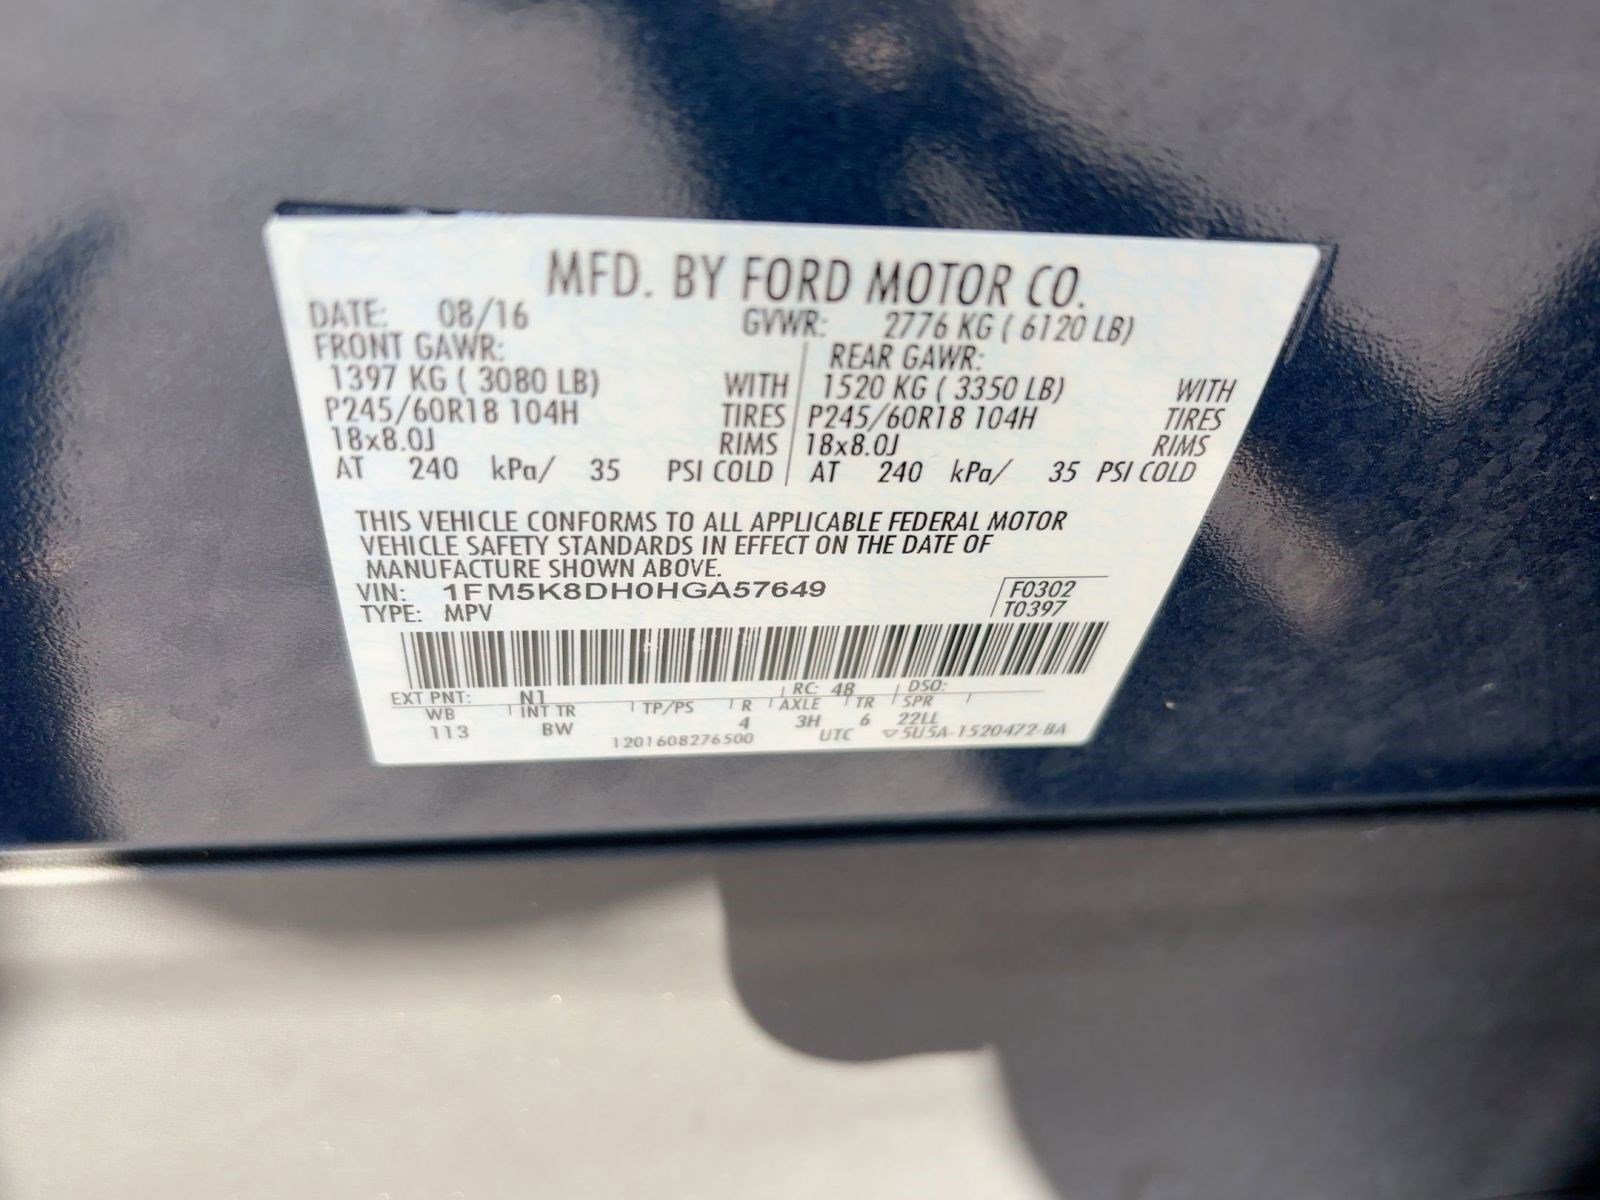 MFD. BY FORD MOTOR CO.
DATE: 08/16 GVWR: 2776 KG ( 6120 LB)
FRONT GAWR: REAR GAWR:
1397 KG ( 3080 LB) WITH 1520 KG ( 3350 LB) WITH
P245/60R18 104H TIRES P245/60R18 104H TIRES
18x8.0J RIMS 18x8.0J RIMS
AT 240 kPa/ 35 PSI COLD AT 240 kPa/ 35 PSI COLD
THIS VEHICLE CONFORMS TO ALL APPLICABLE FEDERAL MOTOR
VEHICLE SAFETY STANDARDS IN EFFECT ON THE DATE OF
MANUFACTURE SHOWN ABOVE.
VIN: 1FM5K8DH0HGA57649 F0302
TYPE: MPV T0397
EXT PNT: N1 RC: 48 DSO:
WB INT TR TP/PS R AXLE TR SPR
113 BW 4 3H 6 22LL
1201608276500 UTC ▽5U5A-1520472-BA